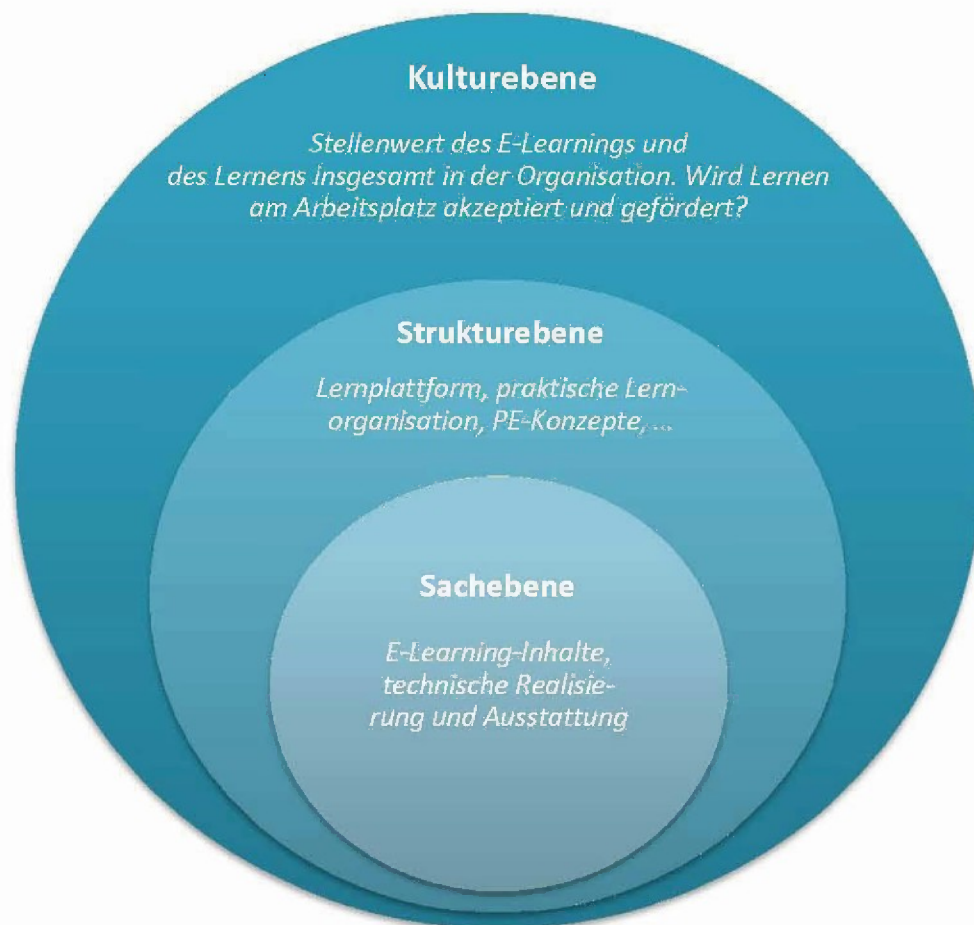 Kulturebene
Stellenwert des E-Learnings und
des Lernens insgesamt in der Organisation. Wird Lernen
am Arbeitsplatz akzeptiert und gefördert?
Strukturebene
Lernplattform, praktische Lern-
organisation, PE-Konzepte, ...
Sachebene
E-Learning-Inhalte,
technische Realisie-
rung und Ausstattung